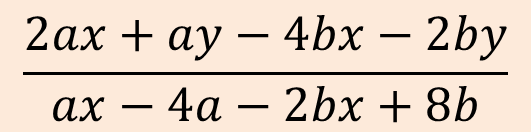 2ax + ay − 4bx − 2by
ax − 4a − 2bx + 8b